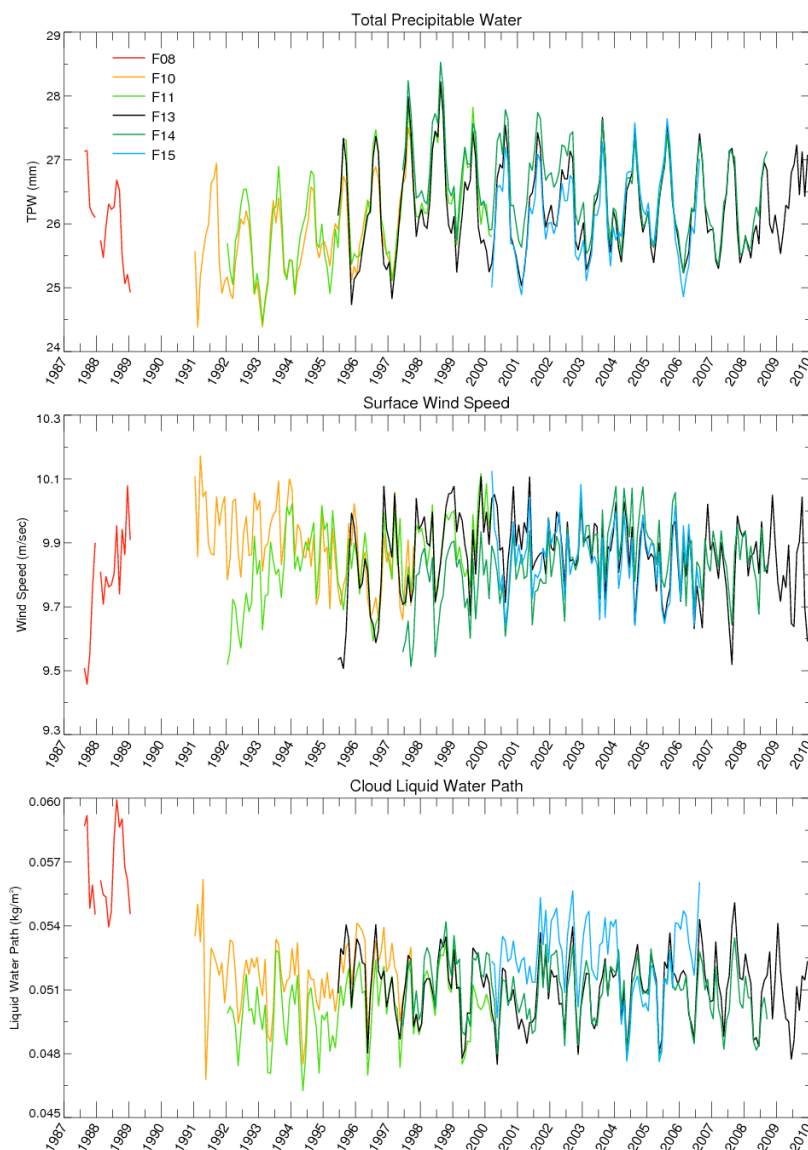 Total Precipitable Water
29
28
27
26
25
24
TPW (mm)
F08
F10
F11
F13
F14
F15
1987 1988 1989 1990 1991 1992 1993 1994 1995 1996 1997 1998 1999 2000 2001 2002 2003 2004 2005 2006 2007 2008 2009 2010
Surface Wind Speed
10.3
10.1
9.9
9.7
9.5
9.3
Wind Speed (m/sec)
1987 1988 1989 1990 1991 1992 1993 1994 1995 1996 1997 1998 1999 2000 2001 2002 2003 2004 2005 2006 2007 2008 2009 2010
Cloud Liquid Water Path
0.060
0.057
0.054
0.051
0.048
0.045
Liquid Water Path (kg/m²)
1987 1988 1989 1990 1991 1992 1993 1994 1995 1996 1997 1998 1999 2000 2001 2002 2003 2004 2005 2006 2007 2008 2009 2010